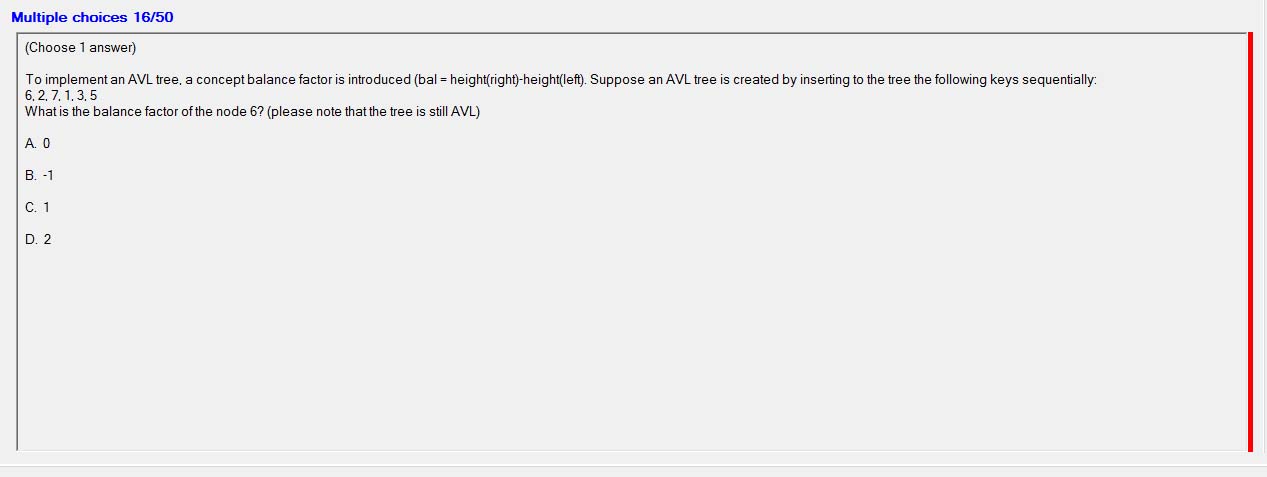 Multiple choices 16/50
(Choose 1 answer)
To implement an AVL tree, a concept balance factor is introduced (bal = height(right)-height(left). Suppose an AVL tree is created by inserting to the tree the following keys sequentially:
6, 2, 7, 1, 3, 5
What is the balance factor of the node 6? (please note that the tree is still AVL)
A. 0
B. -1
C. 1
D. 2